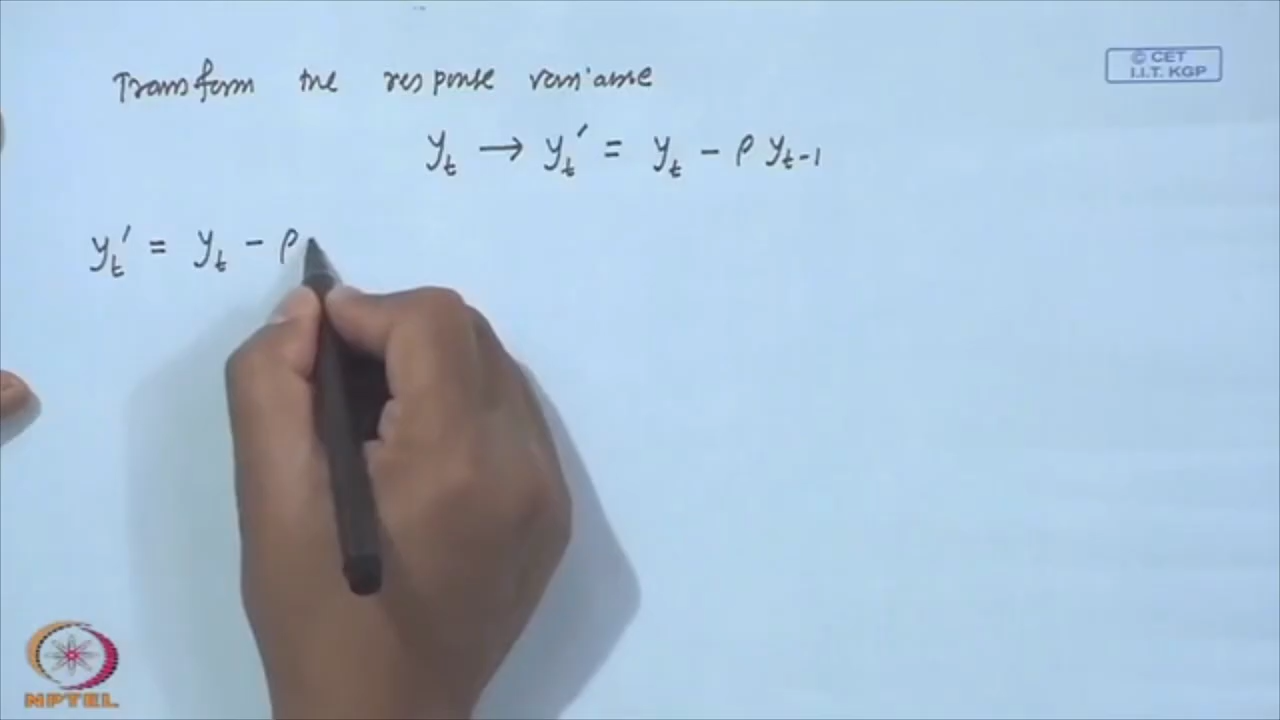 Transform the response variable
© CET
I.I.T. KGP
y_t → y_t' = y_t - ρ y_{t-1}
y_t' = y_t - ρ
NPTEL